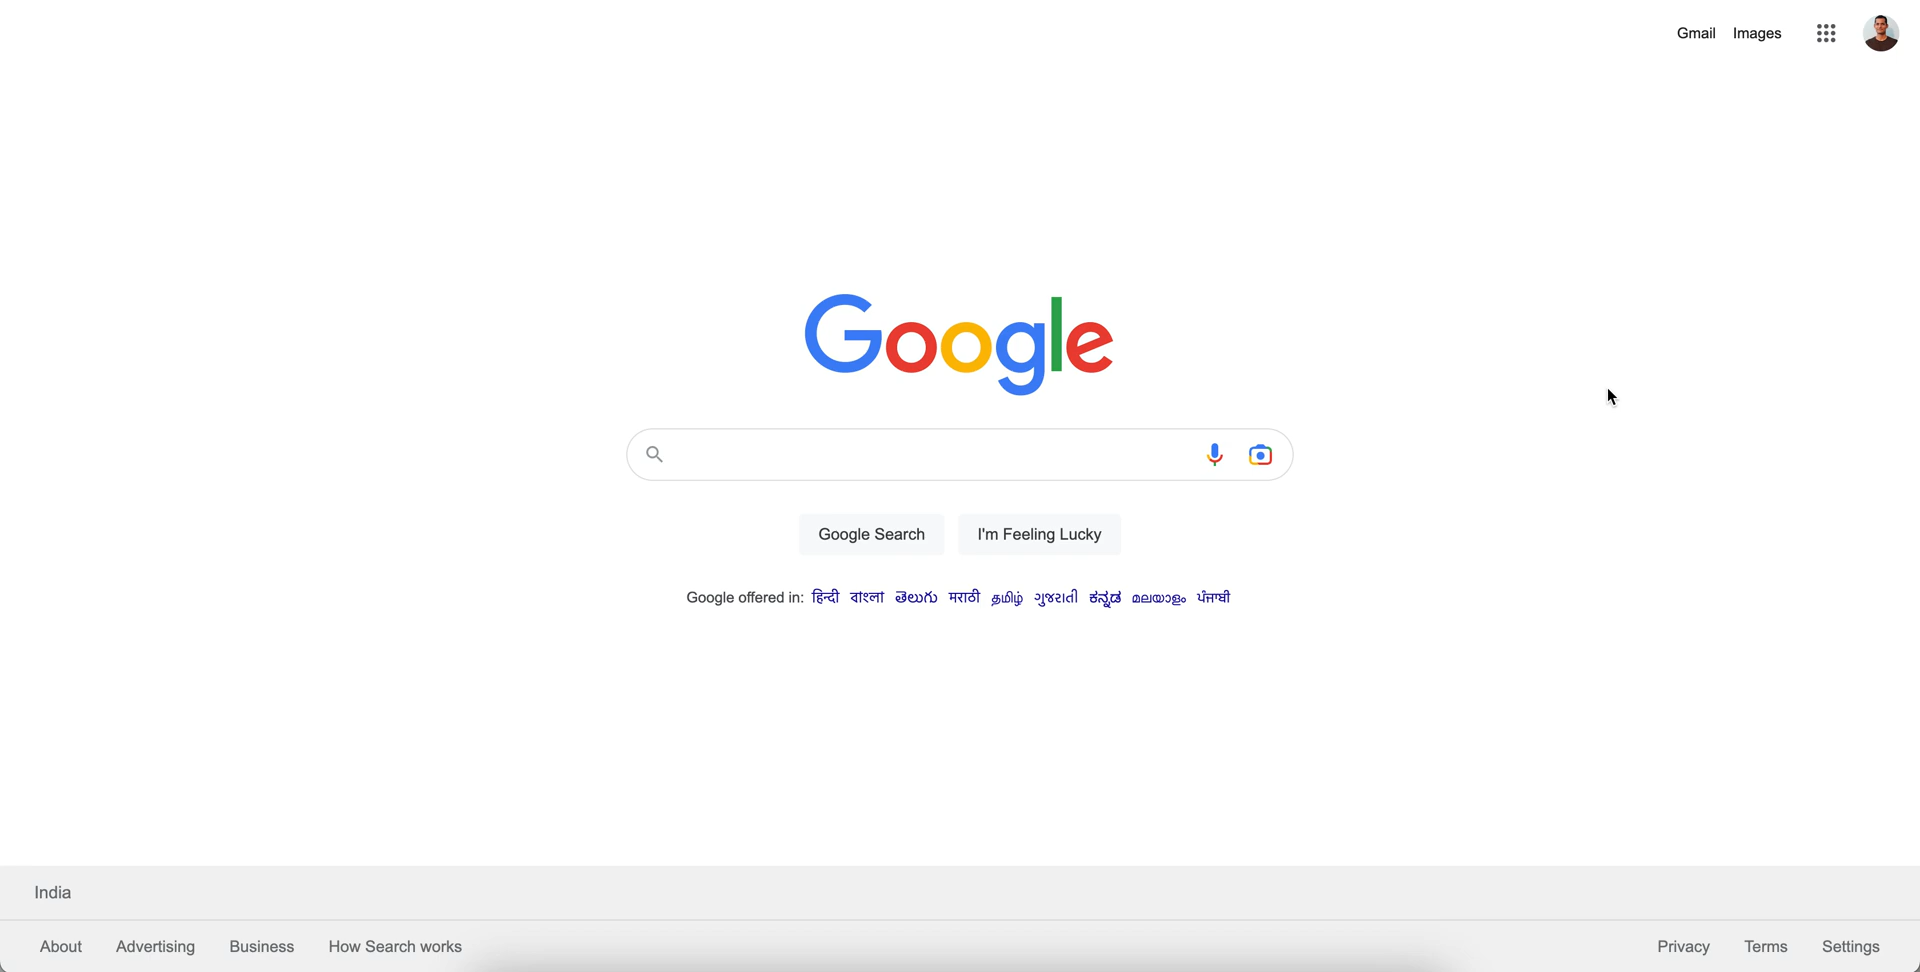 Gmail Images
Google
Google Search I'm Feeling Lucky
Google offered in: हिन्दी বাংলা తెలుగు मराठी தமிழ் ગુજરાતી ಕನ್ನಡ മലയാളം ਪੰਜਾਬੀ
India
About Advertising Business How Search works Privacy Terms Settings